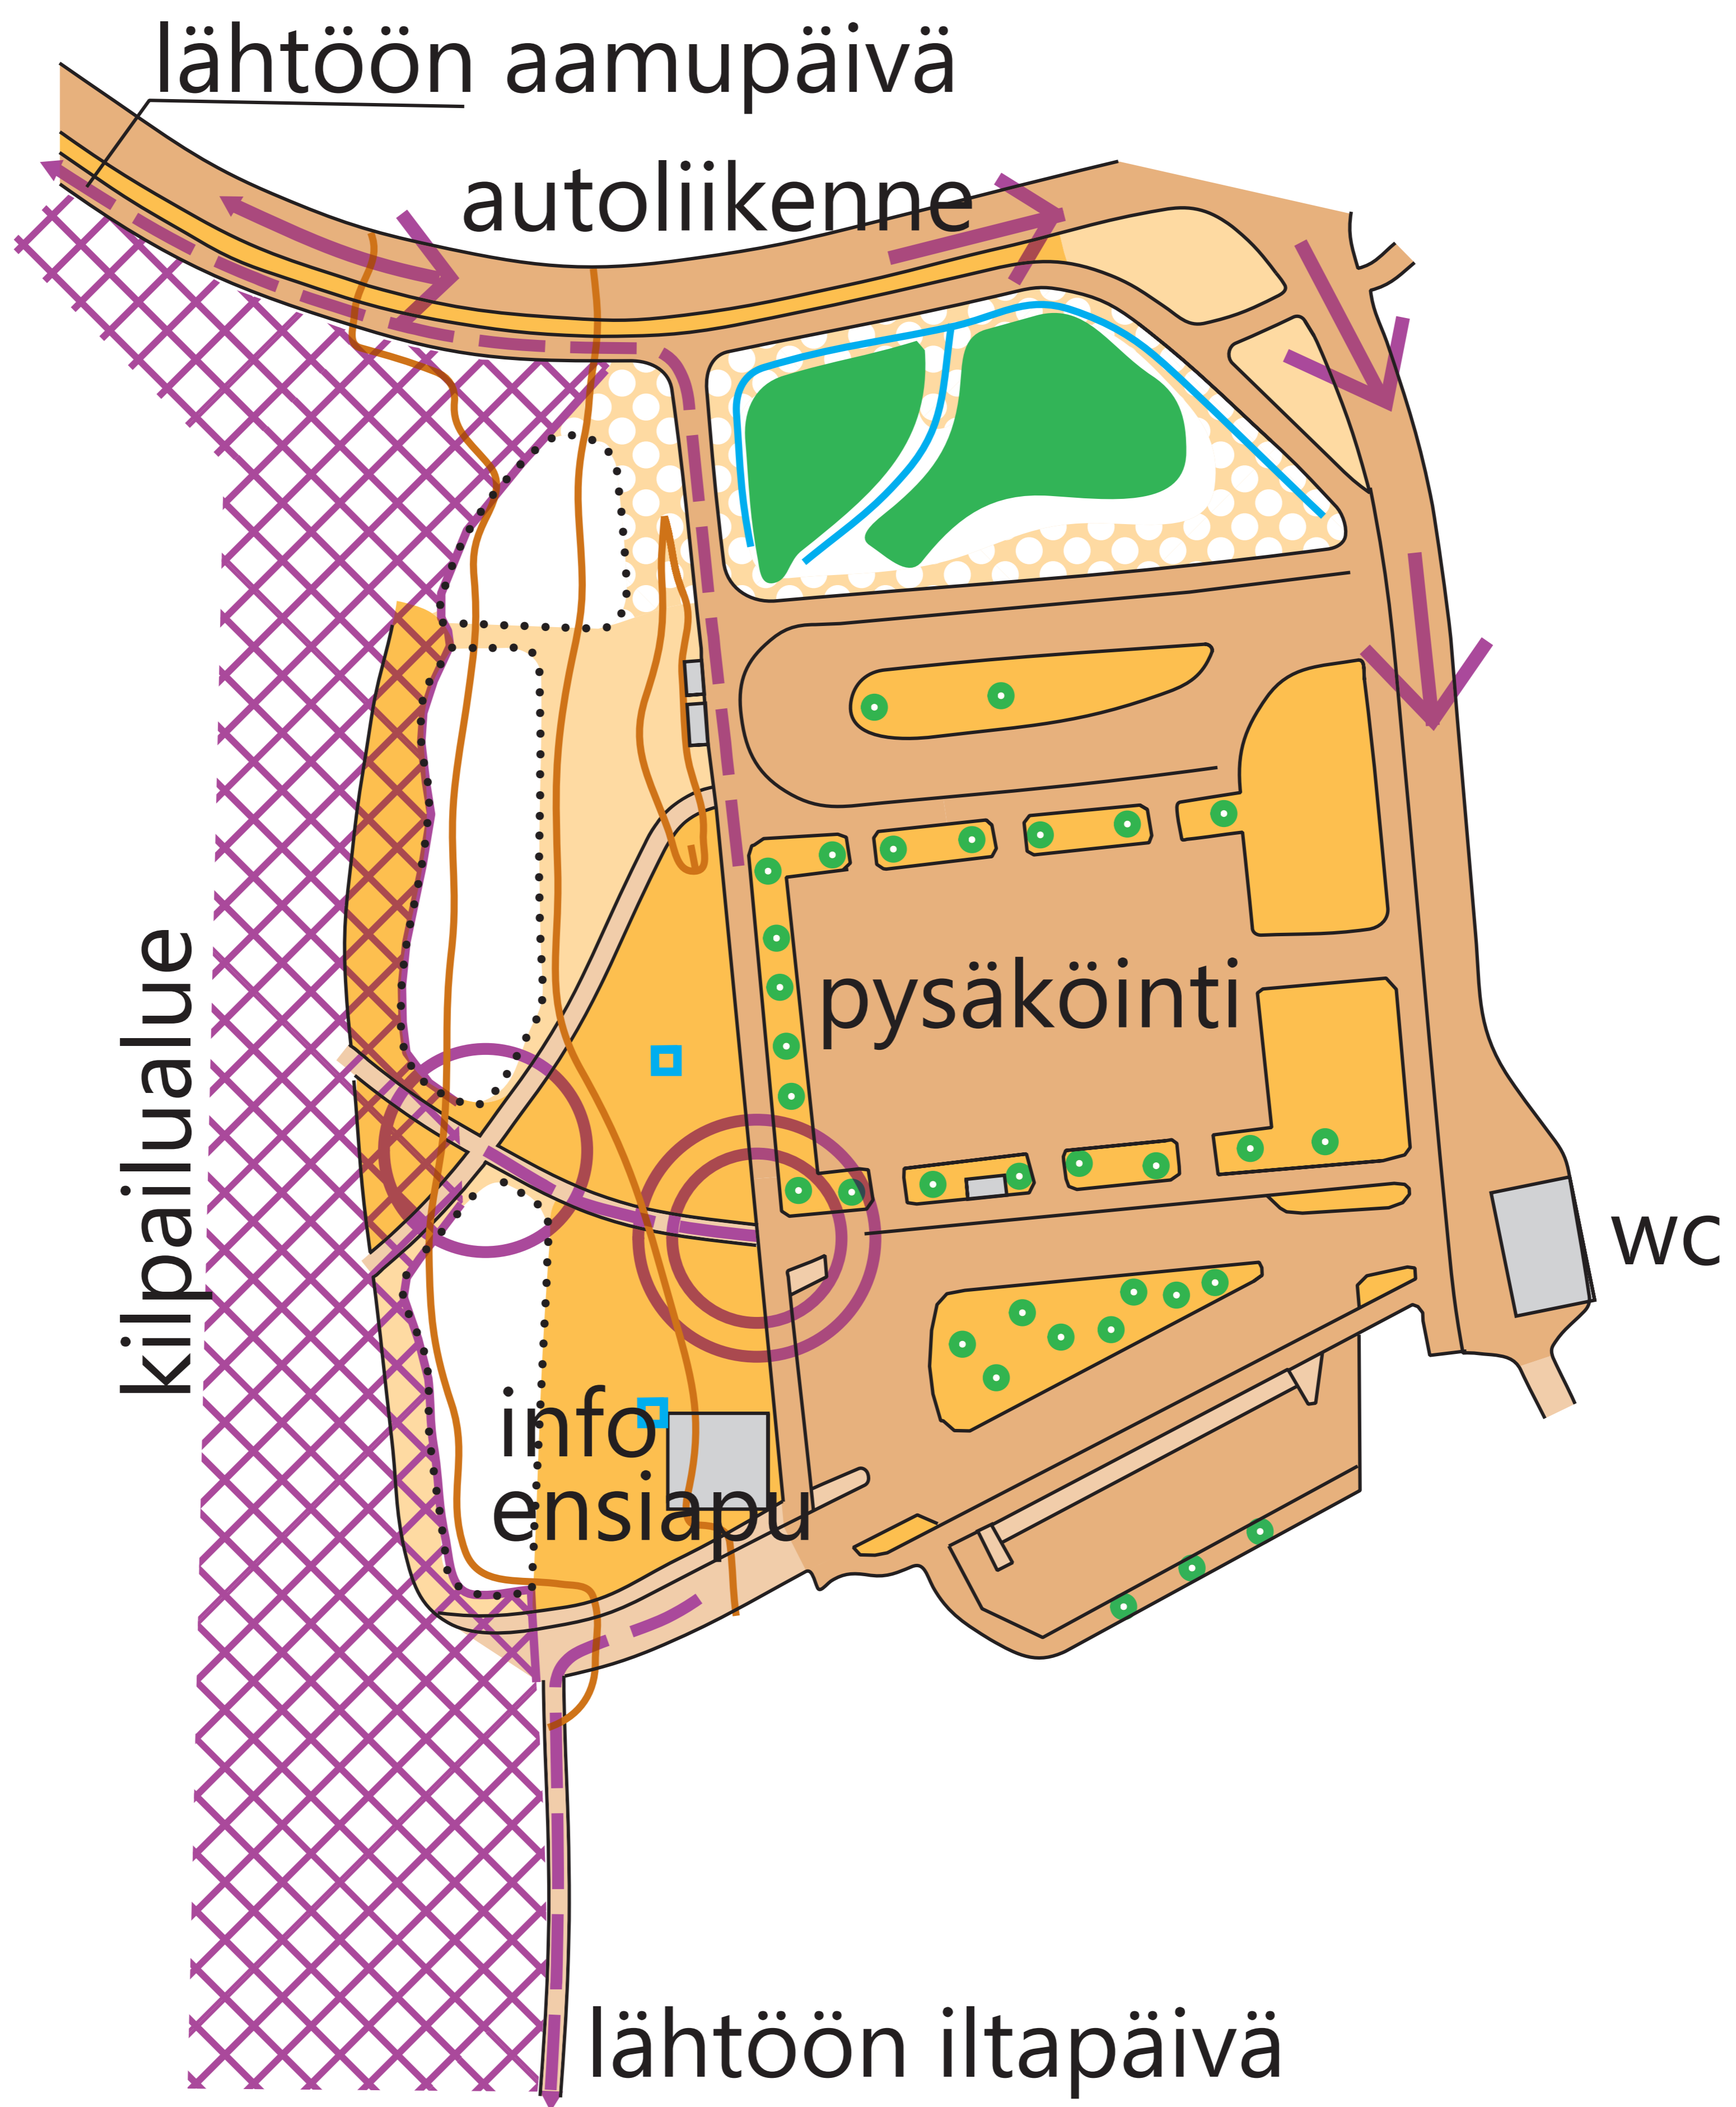 lähtöön aamupäivä
autoliikenne
pysäköinti
kilpailualue
wc
info
ensiapu
lähtöön iltapäivä